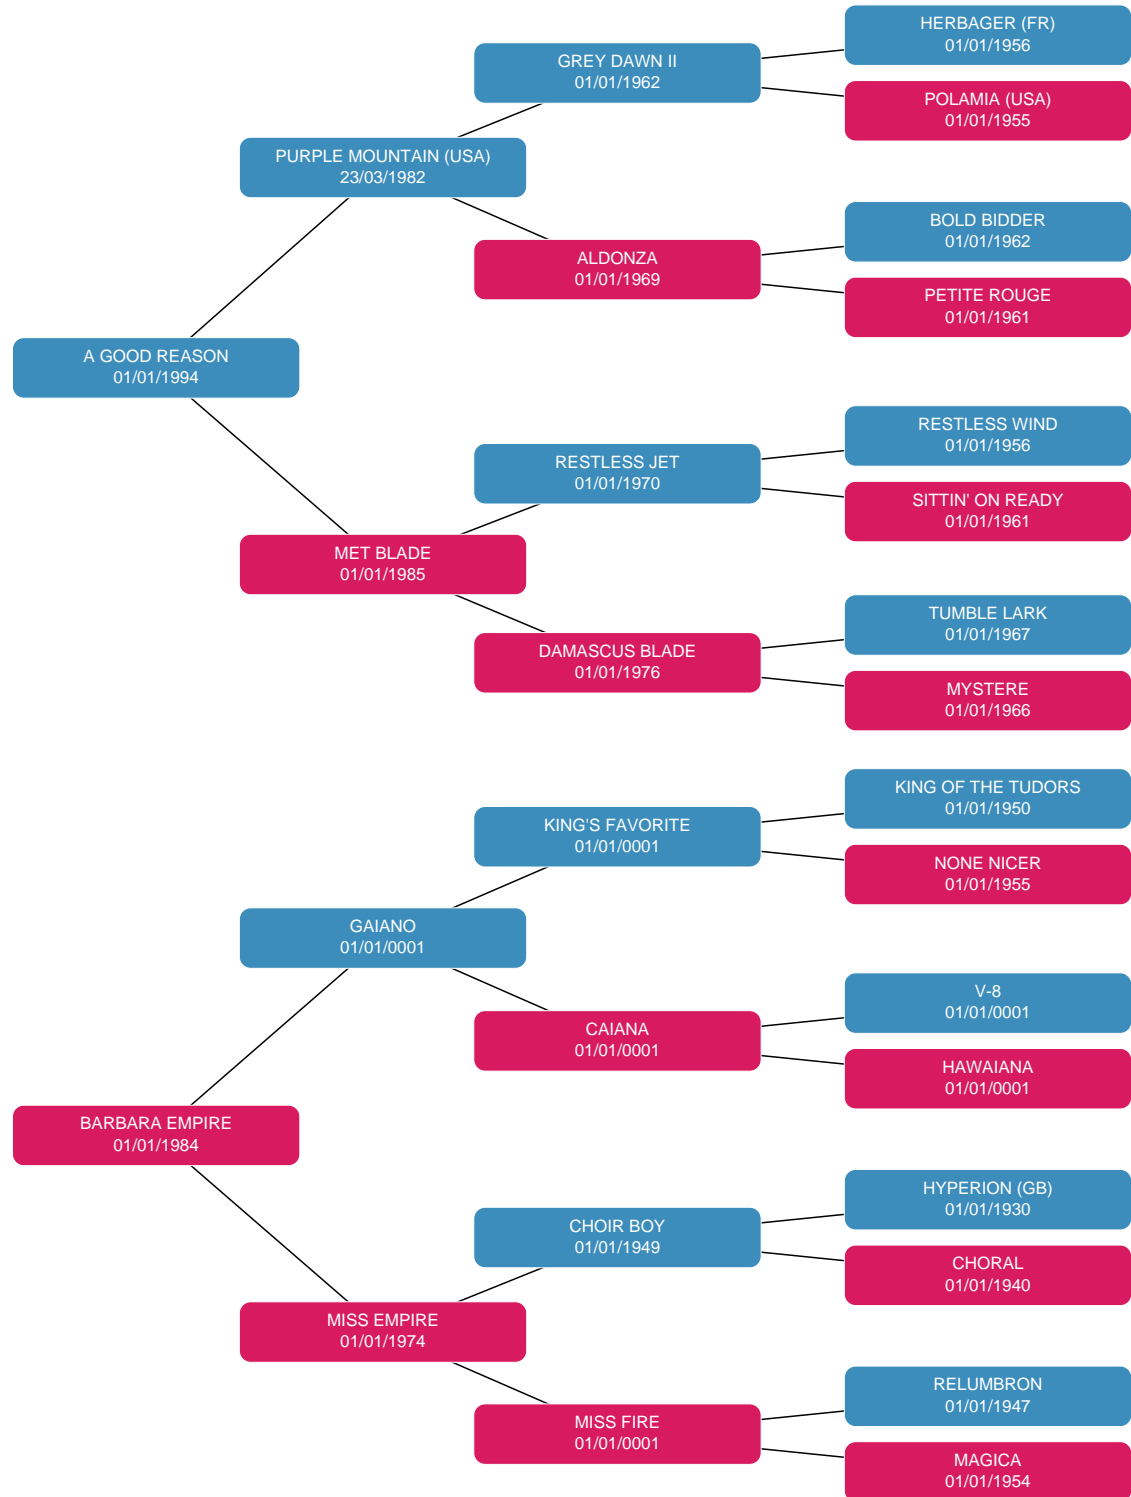 HERBAGER (FR)
01/01/1956
GREY DAWN II
01/01/1962
POLAMIA (USA)
01/01/1955
PURPLE MOUNTAIN (USA)
23/03/1982
BOLD BIDDER
01/01/1962
ALDONZA
01/01/1969
PETITE ROUGE
01/01/1961
A GOOD REASON
01/01/1994
RESTLESS WIND
01/01/1956
RESTLESS JET
01/01/1970
SITTIN' ON READY
01/01/1961
MET BLADE
01/01/1985
TUMBLE LARK
01/01/1967
DAMASCUS BLADE
01/01/1976
MYSTERE
01/01/1966
KING OF THE TUDORS
01/01/1950
KING'S FAVORITE
01/01/0001
NONE NICER
01/01/1955
GAIANO
01/01/0001
V-8
01/01/0001
CAIANA
01/01/0001
HAWAIANA
01/01/0001
BARBARA EMPIRE
01/01/1984
HYPERION (GB)
01/01/1930
CHOIR BOY
01/01/1949
CHORAL
01/01/1940
MISS EMPIRE
01/01/1974
RELUMBRON
01/01/1947
MISS FIRE
01/01/0001
MAGICA
01/01/1954